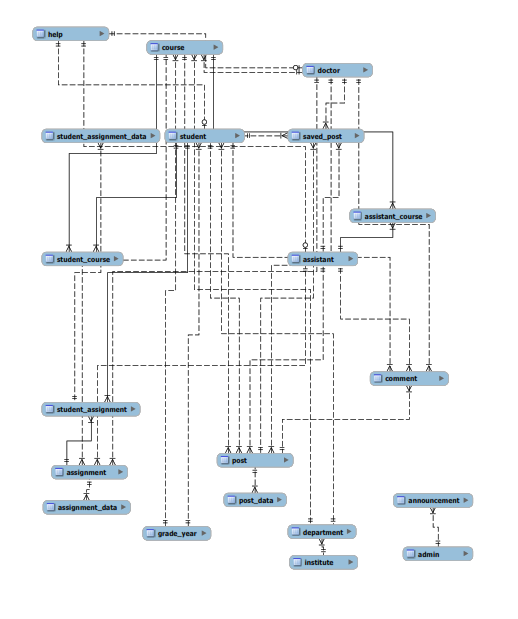 help
course
doctor
student_assignment_data
student
saved_post
assistant_course
student_course
assistant
comment
student_assignment
post
assignment
post_data
announcement
assignment_data
grade_year
department
admin
institute